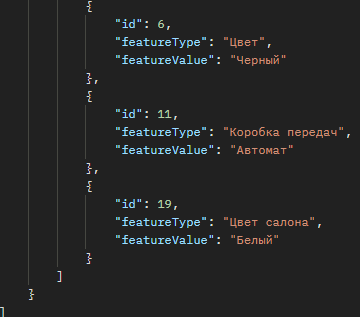 {
"id": 6,
"featureType": "Цвет",
"featureValue": "Черный"
},
{
"id": 11,
"featureType": "Коробка передач",
"featureValue": "Автомат"
},
{
"id": 19,
"featureType": "Цвет салона",
"featureValue": "Белый"
}
]
}
]